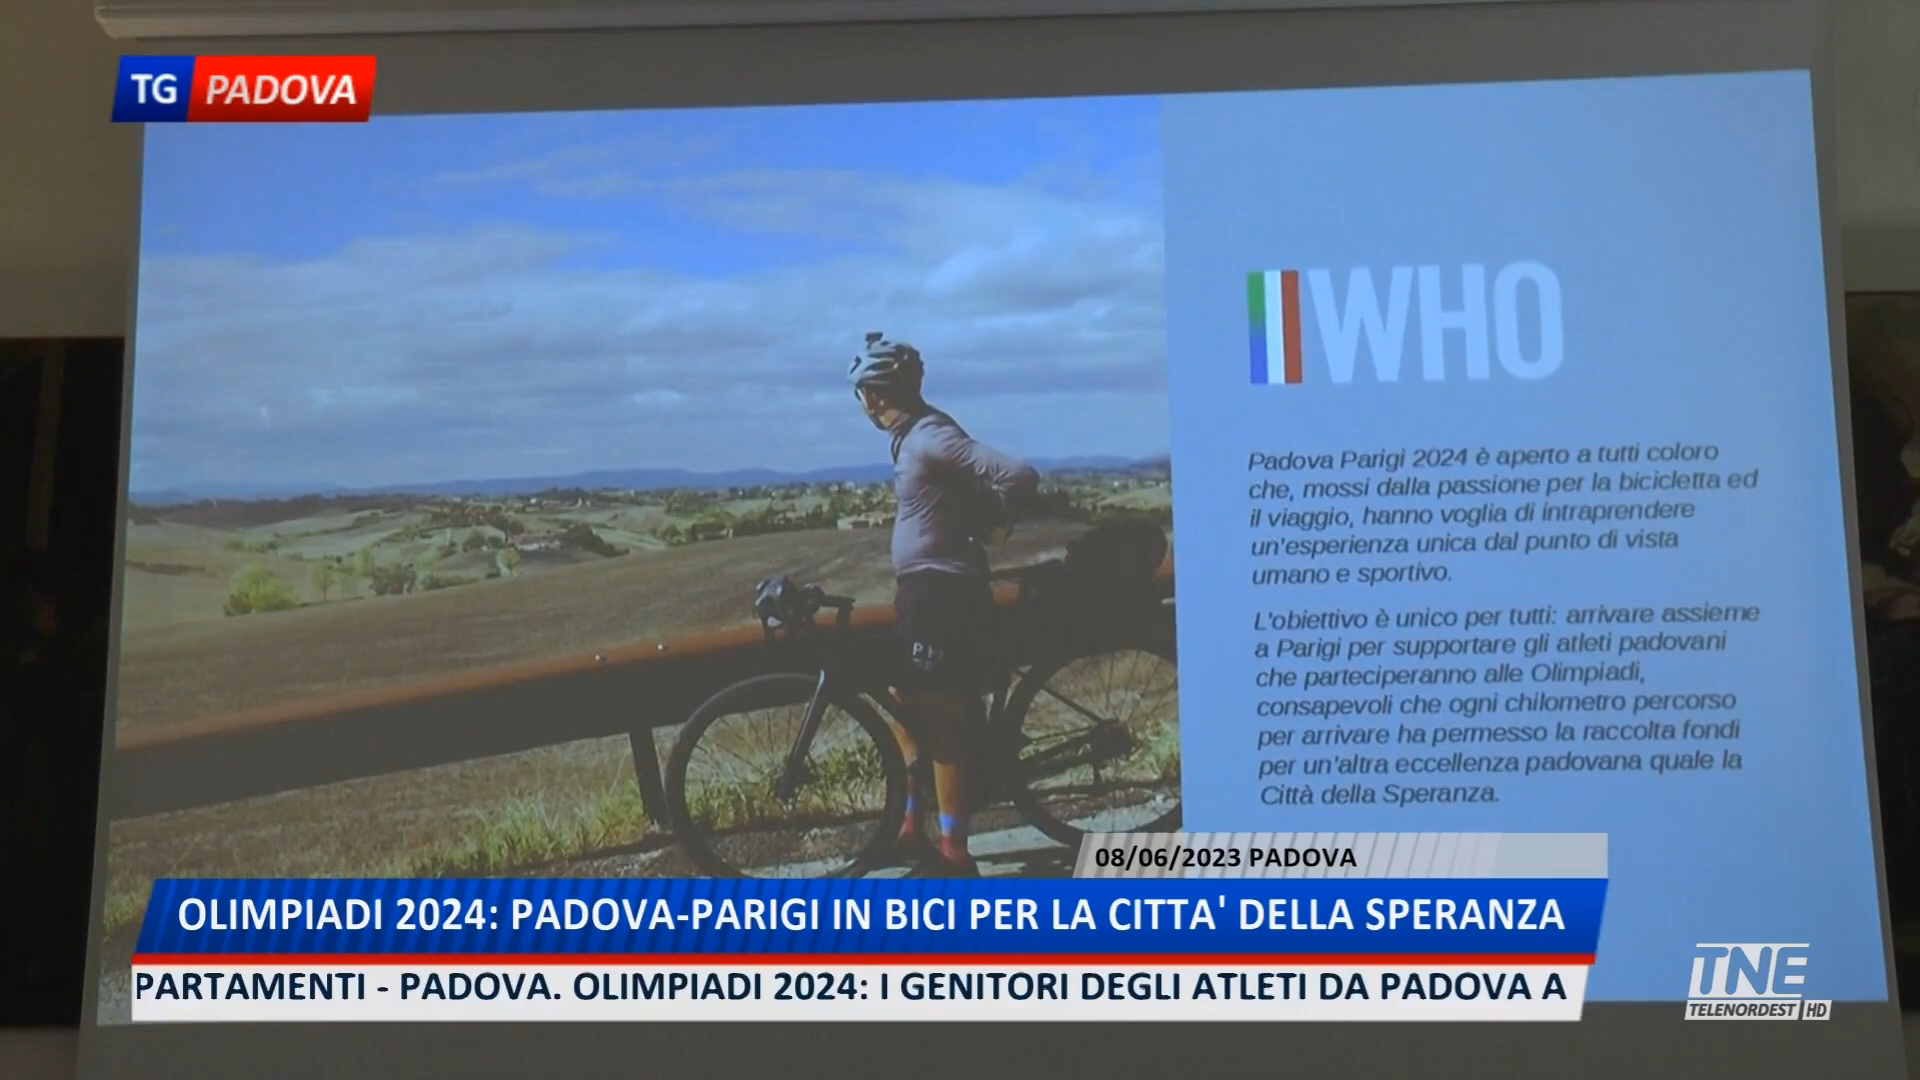 TG PADOVA
WHO
Padova Parigi 2024 è aperto a tutti coloro
che, mossi dalla passione per la bicicletta ed
il viaggio, hanno voglia di intraprendere
un'esperienza unica dal punto di vista
umano e sportivo.
L'obiettivo è unico per tutti: arrivare assieme
a Parigi per supportare gli atleti padovani
che parteciperanno alle Olimpiadi,
consapevoli che ogni chilometro percorso
per arrivare ha permesso la raccolta fondi
per un'altra eccellenza padovana quale la
Città della Speranza.
08/06/2023 PADOVA
OLIMPIADI 2024: PADOVA-PARIGI IN BICI PER LA CITTA' DELLA SPERANZA
PARTAMENTI - PADOVA. OLIMPIADI 2024: I GENITORI DEGLI ATLETI DA PADOVA A
TNE
TELENORDEST HD